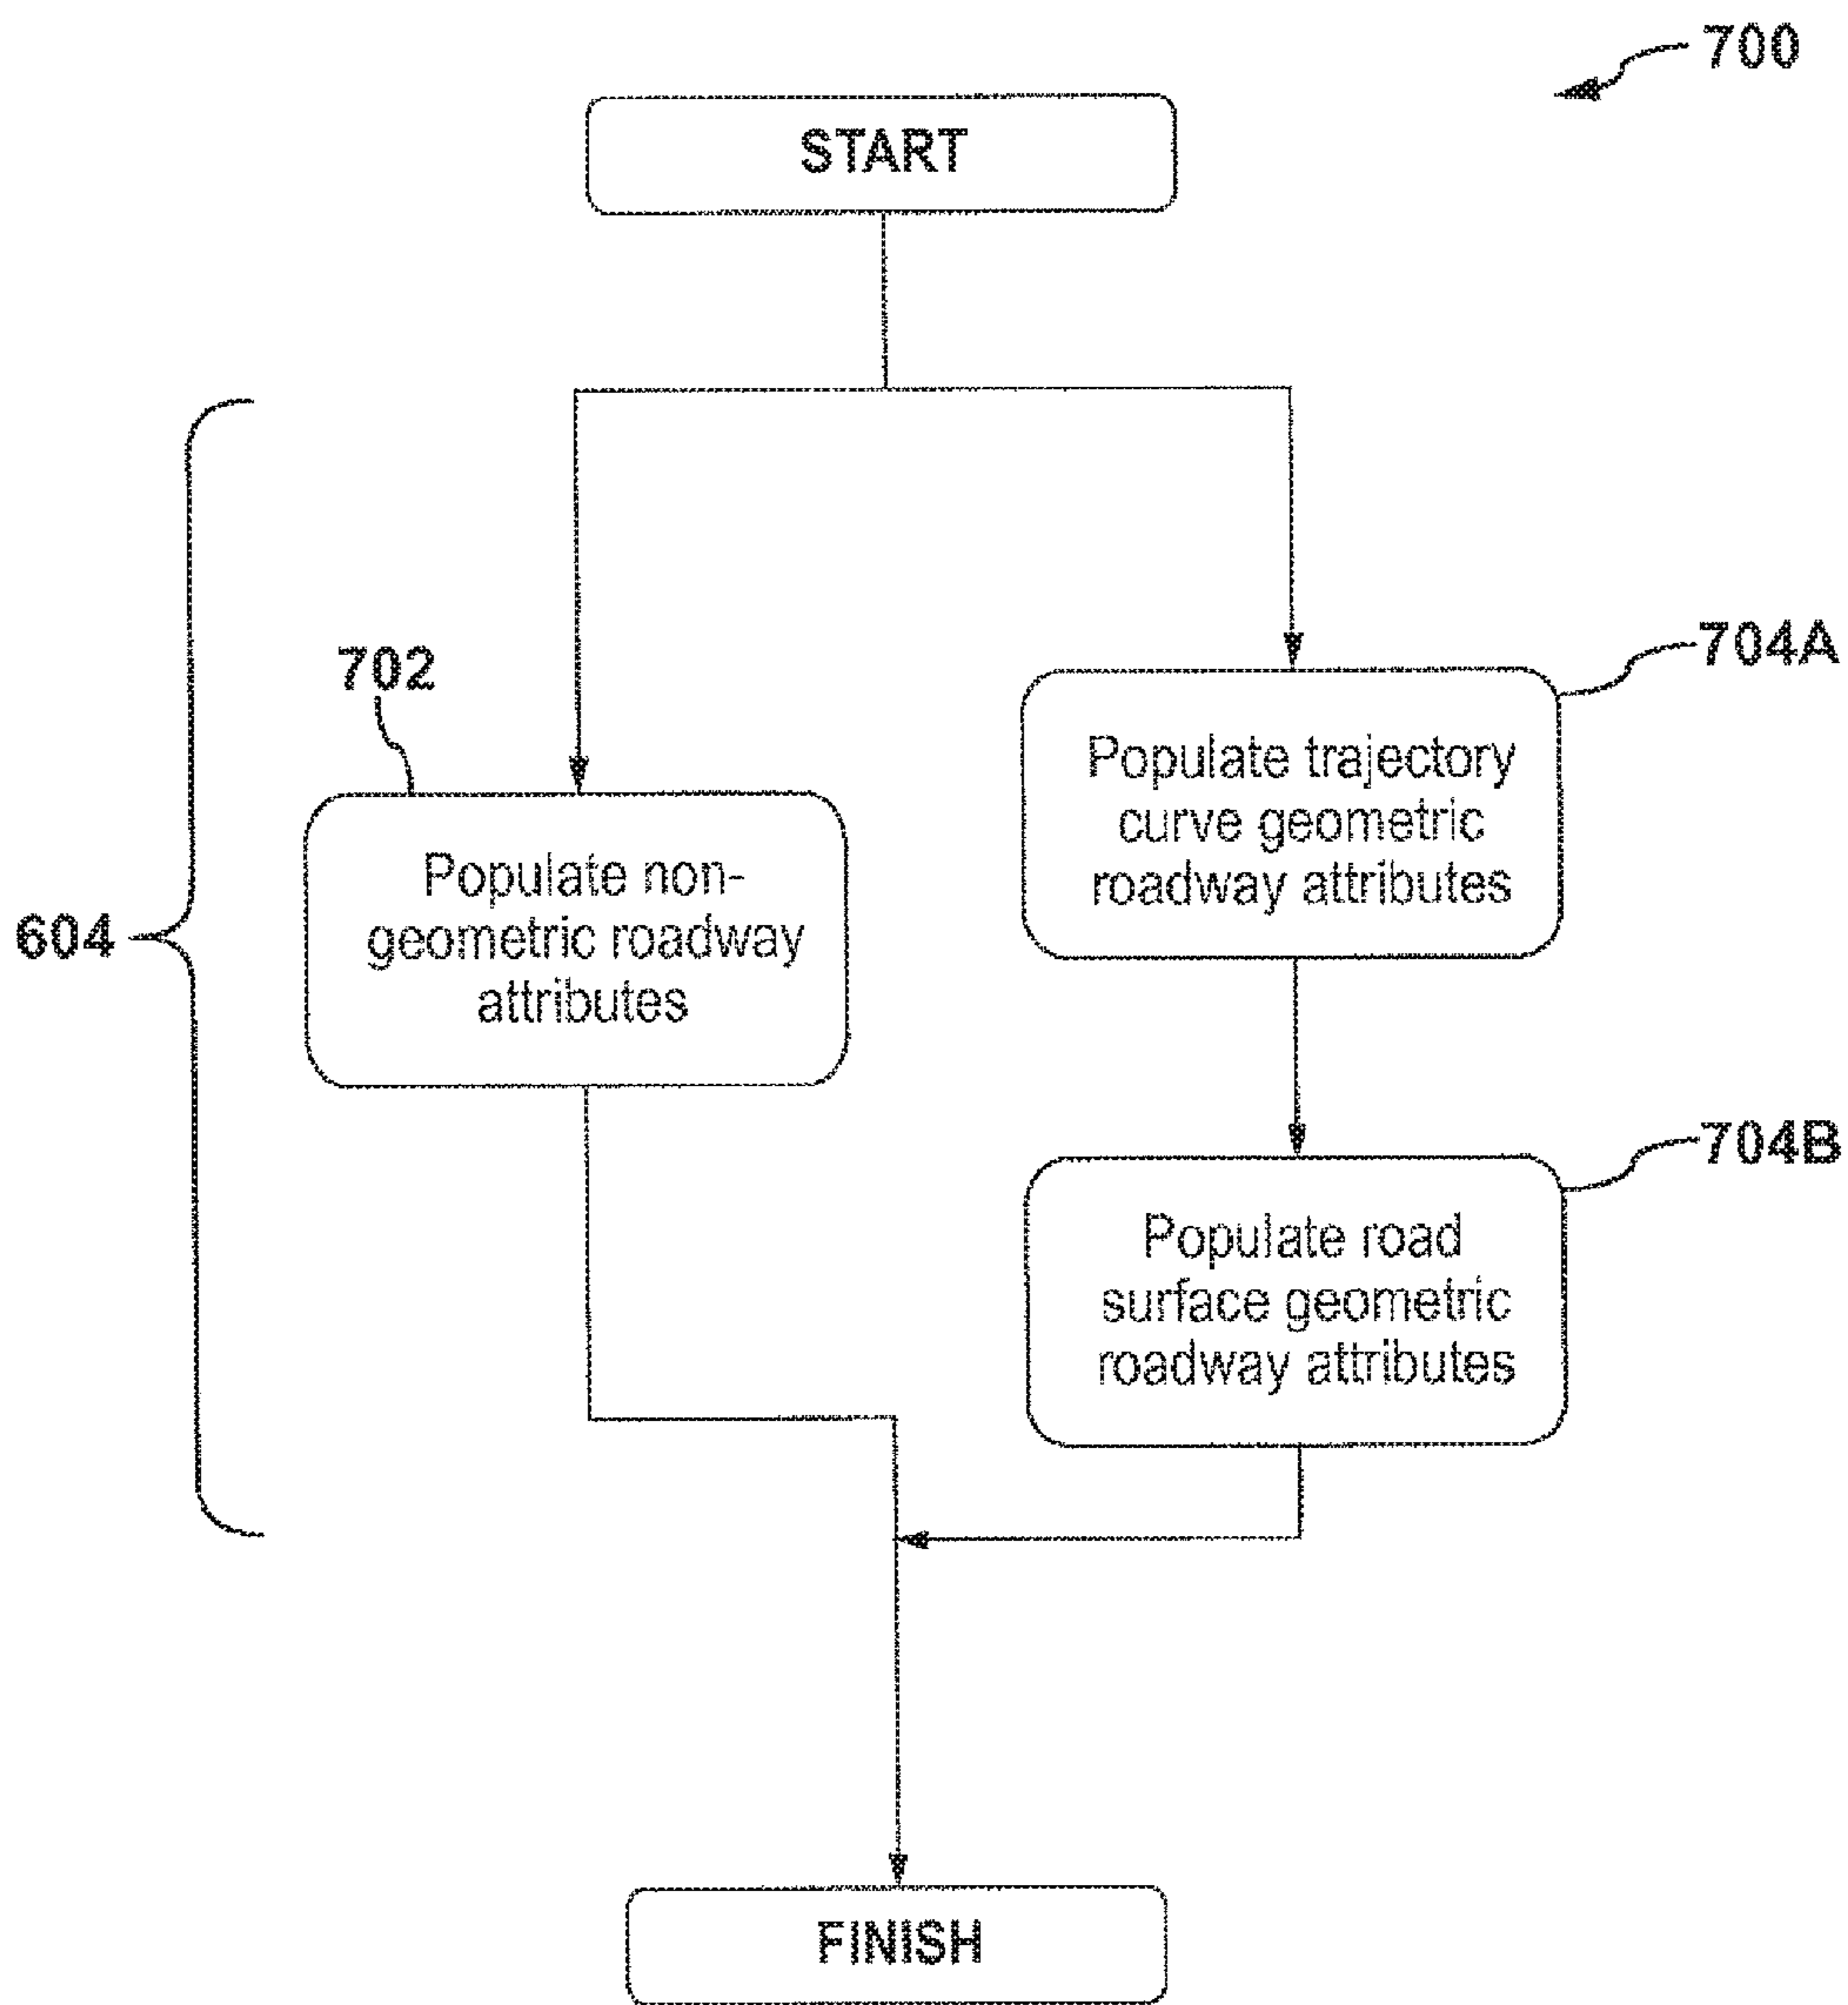 700
START
702
704A
Populate trajectory
curve geometric
roadway attributes
Populate non-
geometric roadway
attributes
604
704B
Populate road
surface geometric
roadway attributes
FINISH